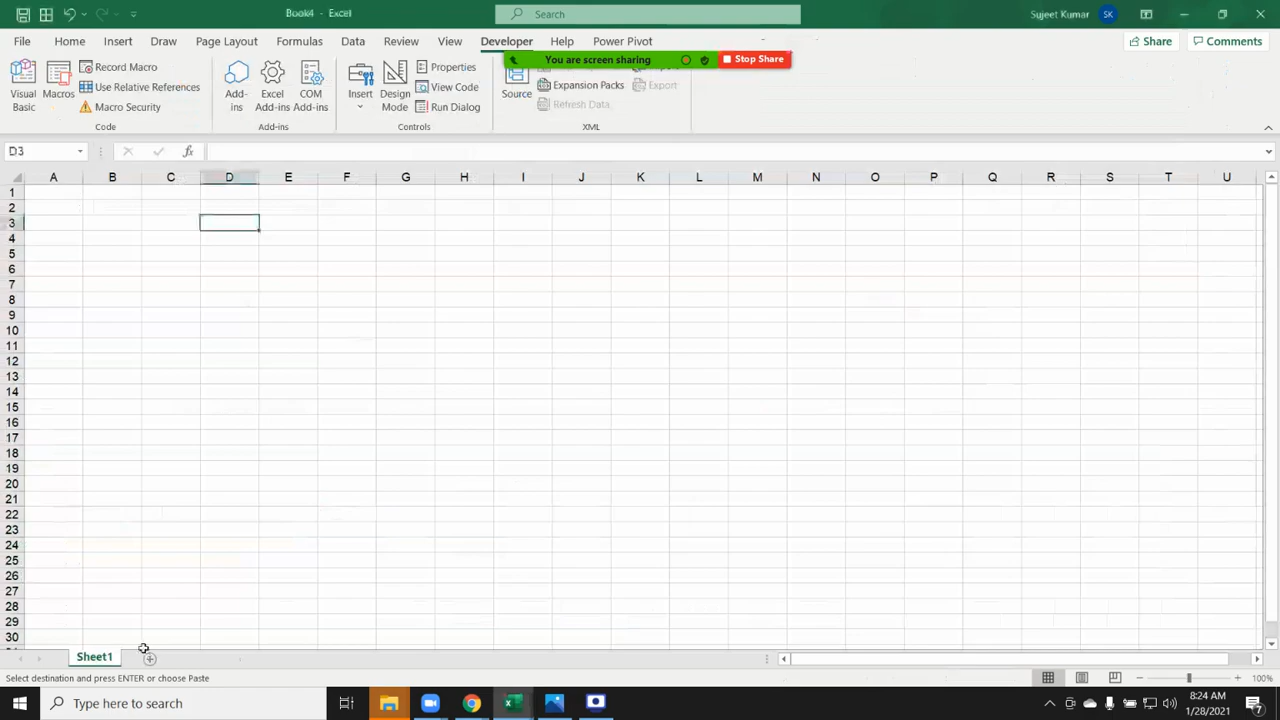 Book4 - Excel
Search
Sujeet Kumar
SK
File Home Insert Draw Page Layout Formulas Data Review View Developer Help Power Pivot
Share
Comments
You are screen sharing
Stop Share
Visual Basic
Macros
Record Macro
Use Relative References
Macro Security
Code
Add-ins
Excel Add-ins
COM Add-ins
Add-ins
Insert
Design Mode
Properties
View Code
Run Dialog
Controls
Source
Expansion Packs
Export
Refresh Data
XML
D3
fx
A B C D E F G H I J K L M N O P Q R S T U
1
2
3
4
5
6
7
8
9
10
11
12
13
14
15
16
17
18
19
20
21
22
23
24
25
26
27
28
29
30
Sheet1
Select destination and press ENTER or choose Paste
100%
Type here to search
8:24 AM
1/28/2021
7